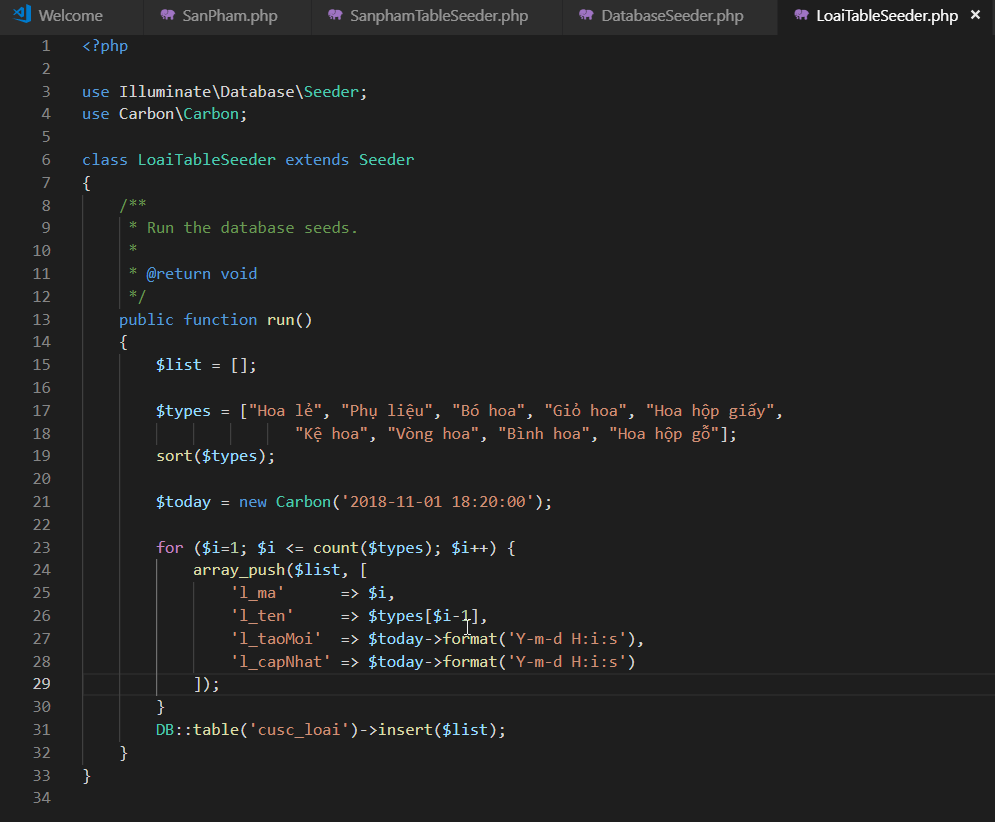 Welcome SanPham.php SanphamTableSeeder.php DatabaseSeeder.php LoaiTableSeeder.php ×
1 <?php
2
3 use Illuminate\Database\Seeder;
4 use Carbon\Carbon;
5
6 class LoaiTableSeeder extends Seeder
7 {
8 /**
9 * Run the database seeds.
10 *
11 * @return void
12 */
13 public function run()
14 {
15 $list = [];
16
17 $types = ["Hoa lẻ", "Phụ liệu", "Bó hoa", "Giỏ hoa", "Hoa hộp giấy",
18 "Kệ hoa", "Vòng hoa", "Bình hoa", "Hoa hộp gỗ"];
19 sort($types);
20
21 $today = new Carbon('2018-11-01 18:20:00');
22
23 for ($i=1; $i <= count($types); $i++) {
24 array_push($list, [
25 'l_ma' => $i,
26 'l_ten' => $types[$i-1],
27 'l_taoMoi' => $today->format('Y-m-d H:i:s'),
28 'l_capNhat' => $today->format('Y-m-d H:i:s')
29 ]);
30 }
31 DB::table('cusc_loai')->insert($list);
32 }
33 }
34